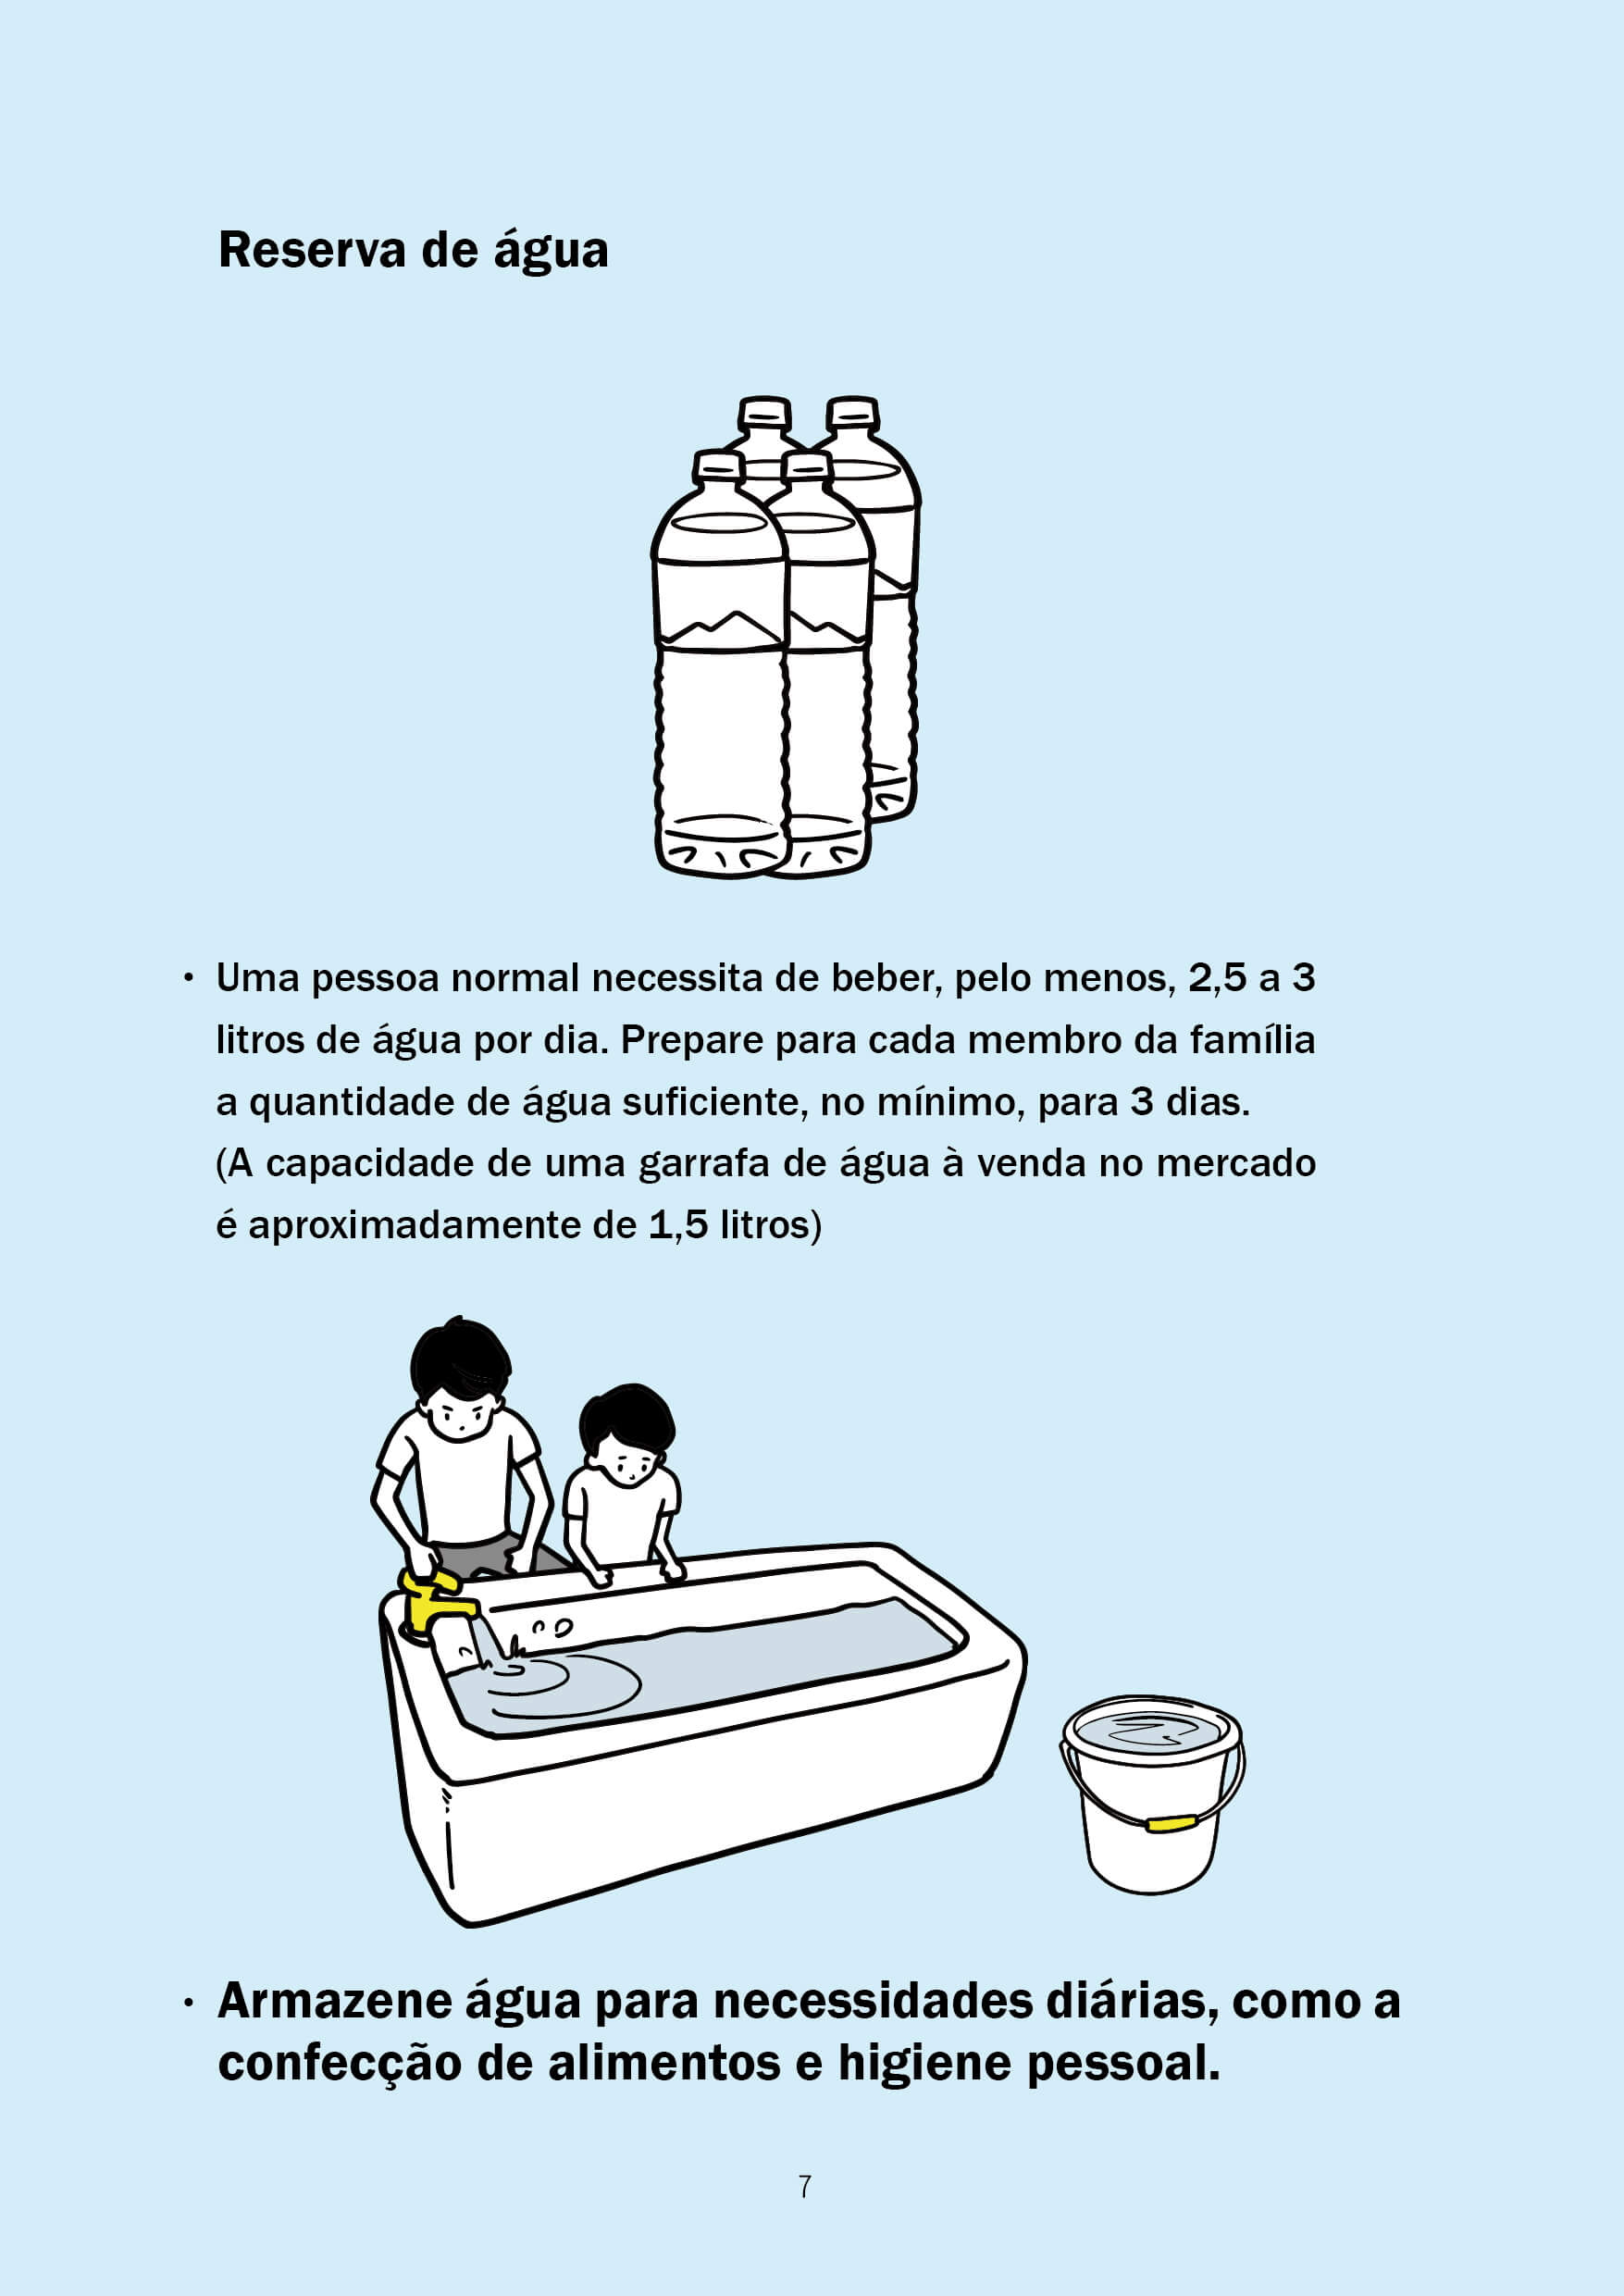 Reserva de água
• Uma pessoa normal necessita de beber, pelo menos, 2,5 a 3
litros de água por dia. Prepare para cada membro da família
a quantidade de água suficiente, no mínimo, para 3 dias.
(A capacidade de uma garrafa de água à venda no mercado
é aproximadamente de 1,5 litros)
• Armazene água para necessidades diárias, como a
confecção de alimentos e higiene pessoal.
7